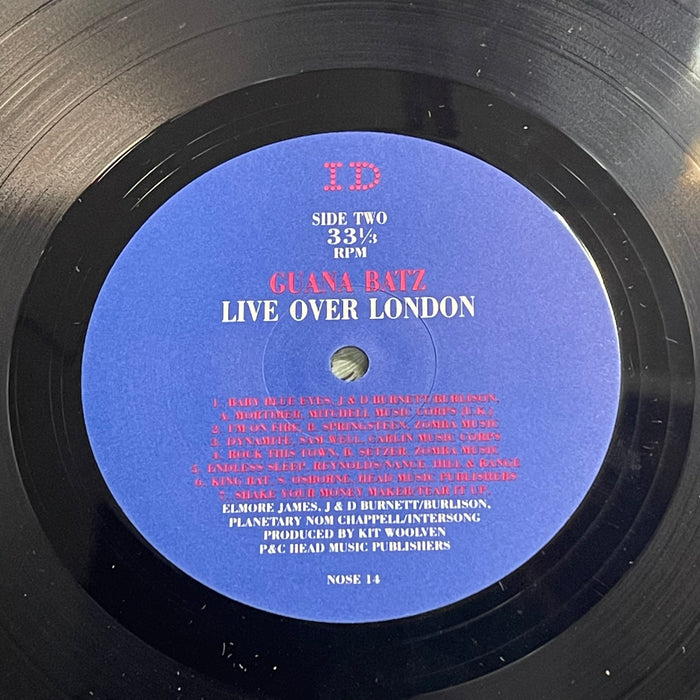 ID
SIDE TWO
33⅓
RPM
GUANA BATZ
LIVE OVER LONDON
1. BABY BLUE EYES, J & D BURNETT/BURLISON,
A. MORTIMER, MITCHELL MUSIC CORPS (U.K.)
2. I'M ON FIRE, B. SPRINGSTEEN, ZOMBA MUSIC
3. DYNAMITE, SAM WELL, CARLIN MUSIC CORPS
4. ROCK THIS TOWN, B. SETZER, ZOMBA MUSIC
5. ENDLESS SLEEP, REYNOLDS/NANCE, HILL & RANGE
6. KING BAT, S. OSBORNE, HEAD MUSIC PUBLISHERS
7. SHAKE YOUR MONEY MAKER/TEAR IT UP,
ELMORE JAMES, J & D BURNETT/BURLISON,
PLANETARY NOM CHAPPELL/INTERSONG
PRODUCED BY KIT WOOLVEN
P&C HEAD MUSIC PUBLISHERS
NOSE 14